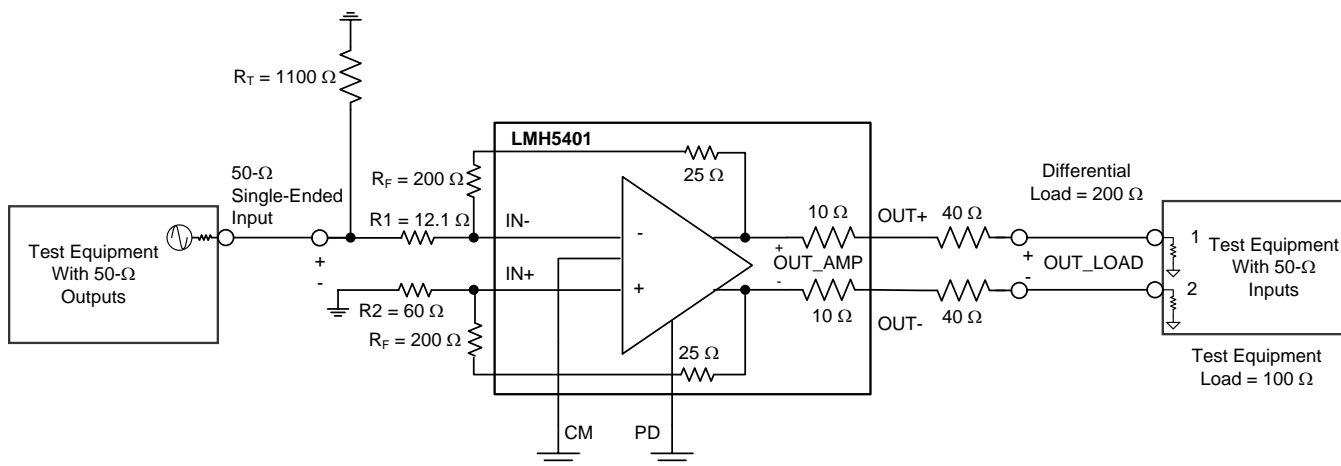 R_T = 1100 Ω
LMH5401
50-Ω
Single-Ended
Input
R_F = 200 Ω
25 Ω
Differential
Load = 200 Ω
R1 = 12.1 Ω
IN-
-
10 Ω
OUT+
40 Ω
1
Test Equipment
With 50-Ω
Outputs
+
-
+
OUT_AMP
-
+
OUT_LOAD
-
Test Equipment
With 50-Ω
Inputs
IN+
+
2
R2 = 60 Ω
10 Ω
OUT-
40 Ω
R_F = 200 Ω
25 Ω
Test Equipment
Load = 100 Ω
CM
PD